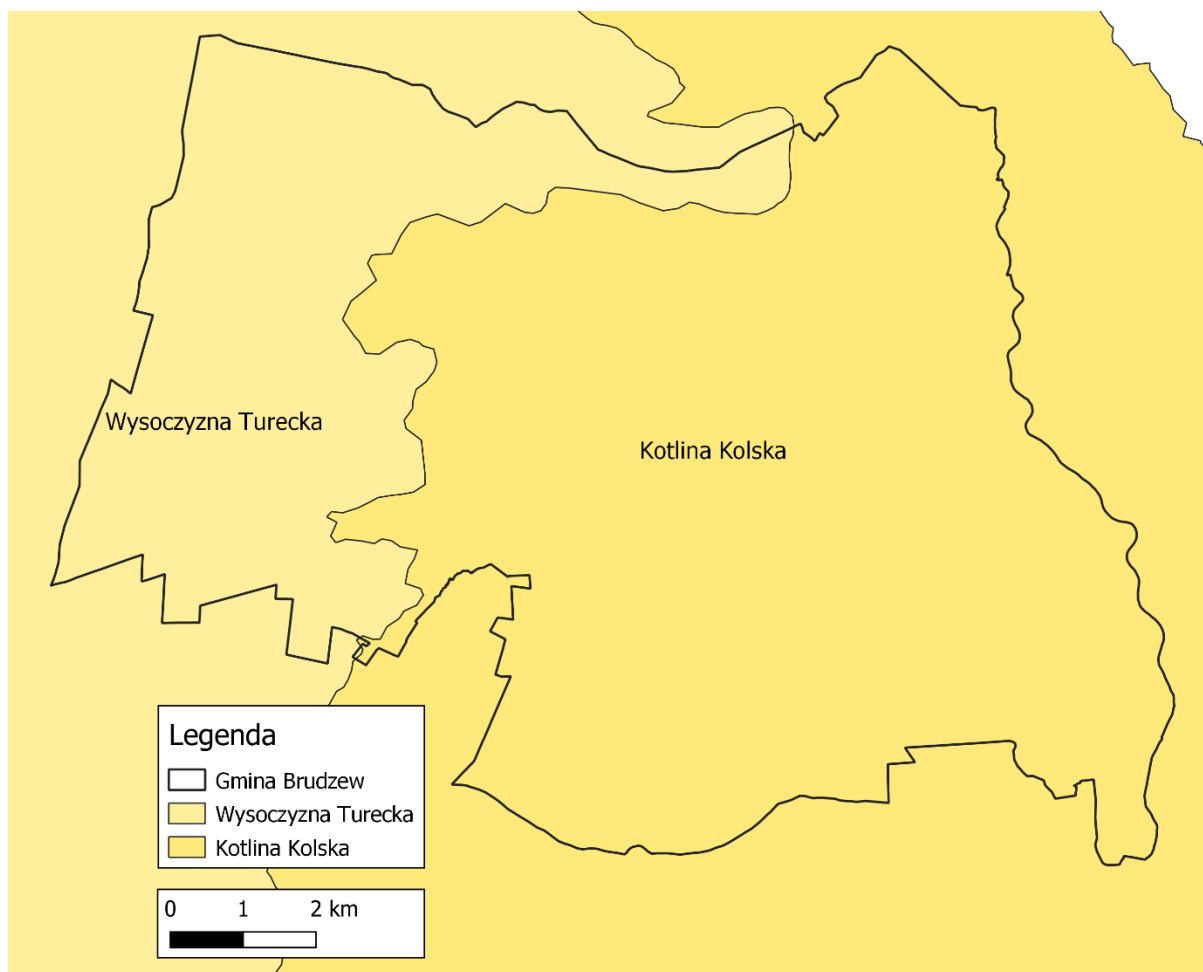 Wysoczyzna Turecka
Kotlina Kolska
Legenda
Gmina Brudzew
Wysoczyzna Turecka
Kotlina Kolska
0 1 2 km